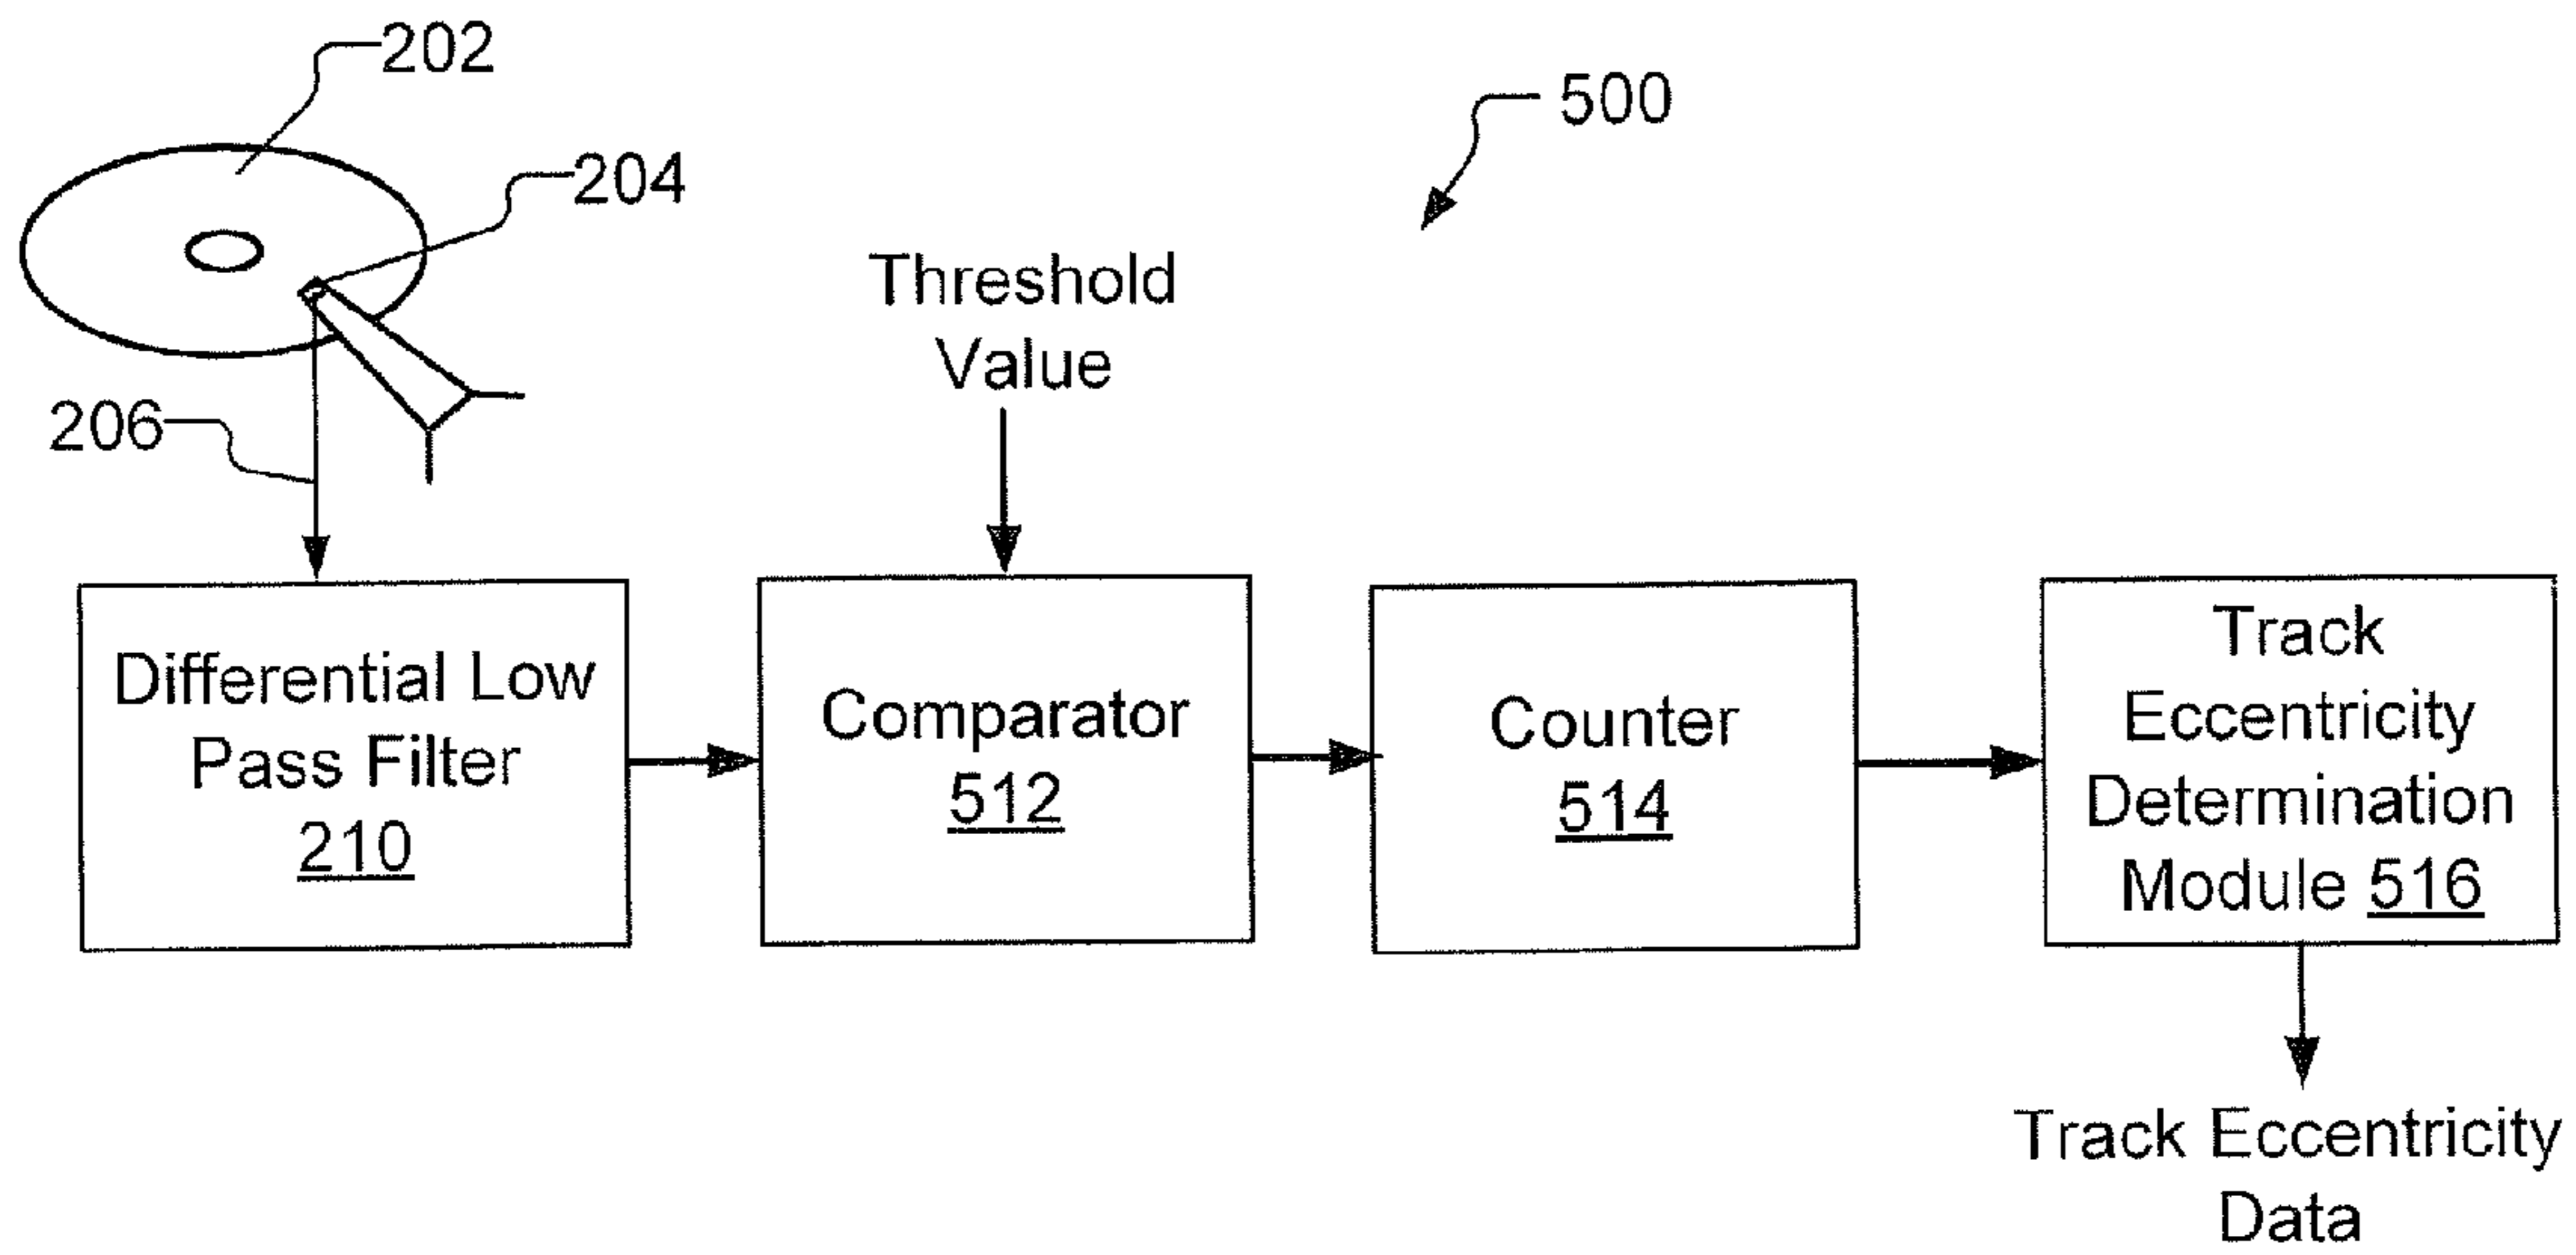 202
204
500
Threshold
Value
206
Differential Low
Pass Filter
210
Comparator
512
Counter
514
Track
Eccentricity
Determination
Module 516
Track Eccentricity
Data